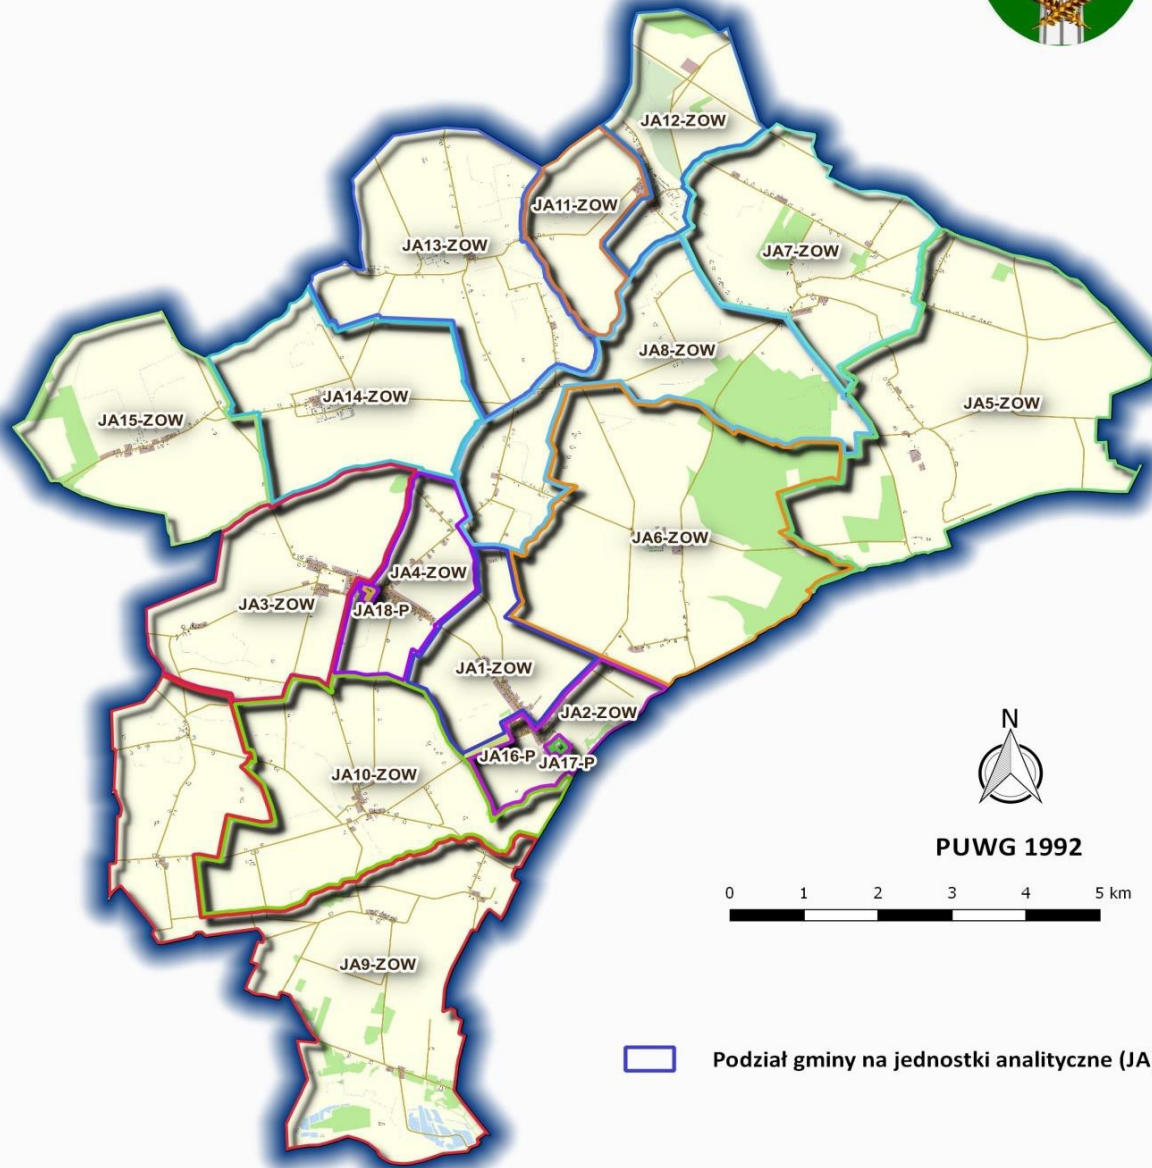 JA12-ZOW
JA11-ZOW
JA13-ZOW
JA7-ZOW
JA8-ZOW
JA14-ZOW
JA5-ZOW
JA15-ZOW
JA6-ZOW
JA4-ZOW
JA3-ZOW
JA18-P
JA1-ZOW
JA2-ZOW
JA16-P
JA17-P
JA10-ZOW
JA9-ZOW
N
PUWG 1992
0 1 2 3 4 5 km
Podział gminy na jednostki analityczne (JA